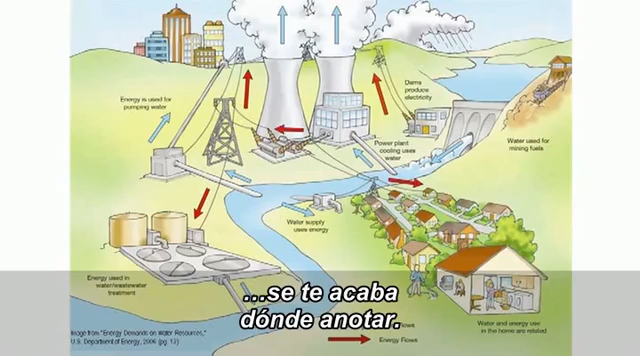 Energy is used for
pumping water
Dams
produce
electricity
Power plant
cooling uses
water
Water used for
mining fuels
Water supply
uses energy
Energy used in
water/wastewater
treatment
Water and energy use
in the home are related
…se te acaba
dónde anotar.
Image from "Energy Demands on Water Resources,"
U.S. Department of Energy, 2006 (pg. 13)
Flows
Energy Flows